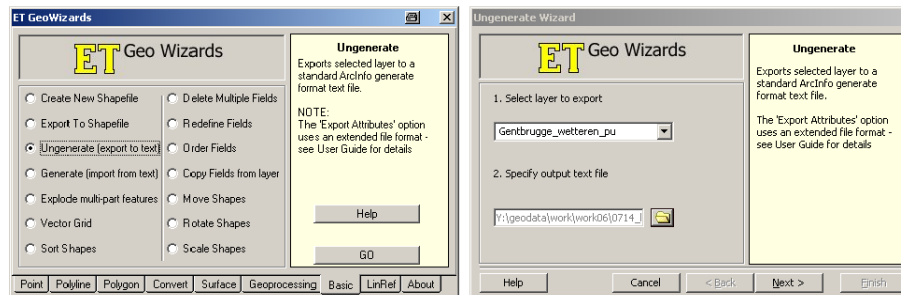 ET GeoWizards
ET Geo Wizards
Create New Shapefile
Delete Multiple Fields
Export To Shapefile
Redefine Fields
Ungenerate (export to text)
Order Fields
Generate (import from text)
Copy Fields from layer
Explode multi-part features
Move Shapes
Vector Grid
Rotate Shapes
Sort Shapes
Scale Shapes
Ungenerate
Exports selected layer to a
standard ArcInfo generate
format text file.
NOTE:
The 'Export Attributes' option
uses an extended file format -
see User Guide for details
Help
GO
Point Polyline Polygon Convert Surface Geoprocessing Basic LinRef About
Ungenerate Wizard
ET Geo Wizards
1. Select layer to export
Gentbrugge_wetteren_pu
2. Specify output text file
Y:\geodata\work\work06\0714_
Ungenerate
Exports selected layer to a
standard ArcInfo generate
format text file.
The 'Export Attributes' option
uses an extended file format -
see User Guide for details
Help Cancel < Back Next > Finish